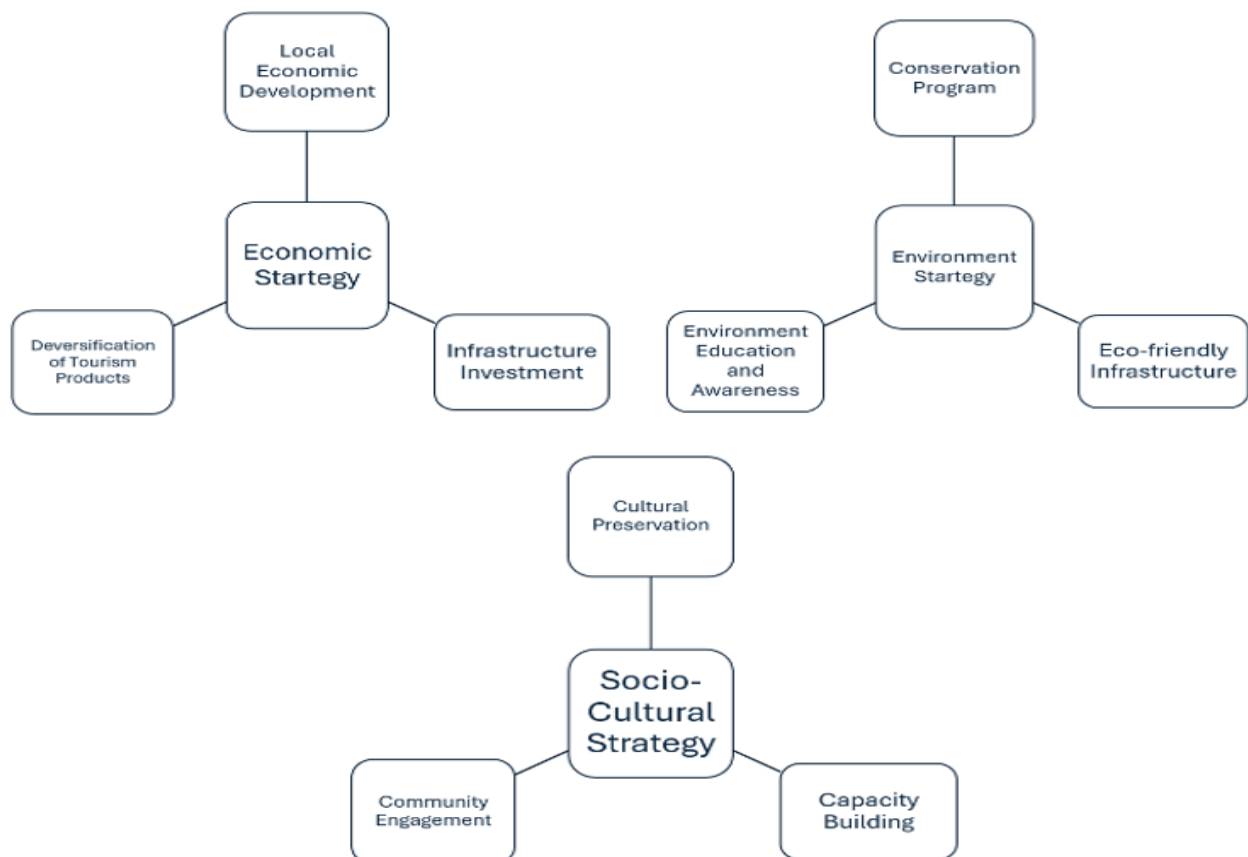 Local
Economic
Development
Economic
Startegy
Deversification
of Tourism
Products
Infrastructure
Investment
Conservation
Program
Environment
Startegy
Environment
Education
and
Awareness
Eco-friendly
Infrastructure
Cultural
Preservation
Socio-
Cultural
Strategy
Community
Engagement
Capacity
Building